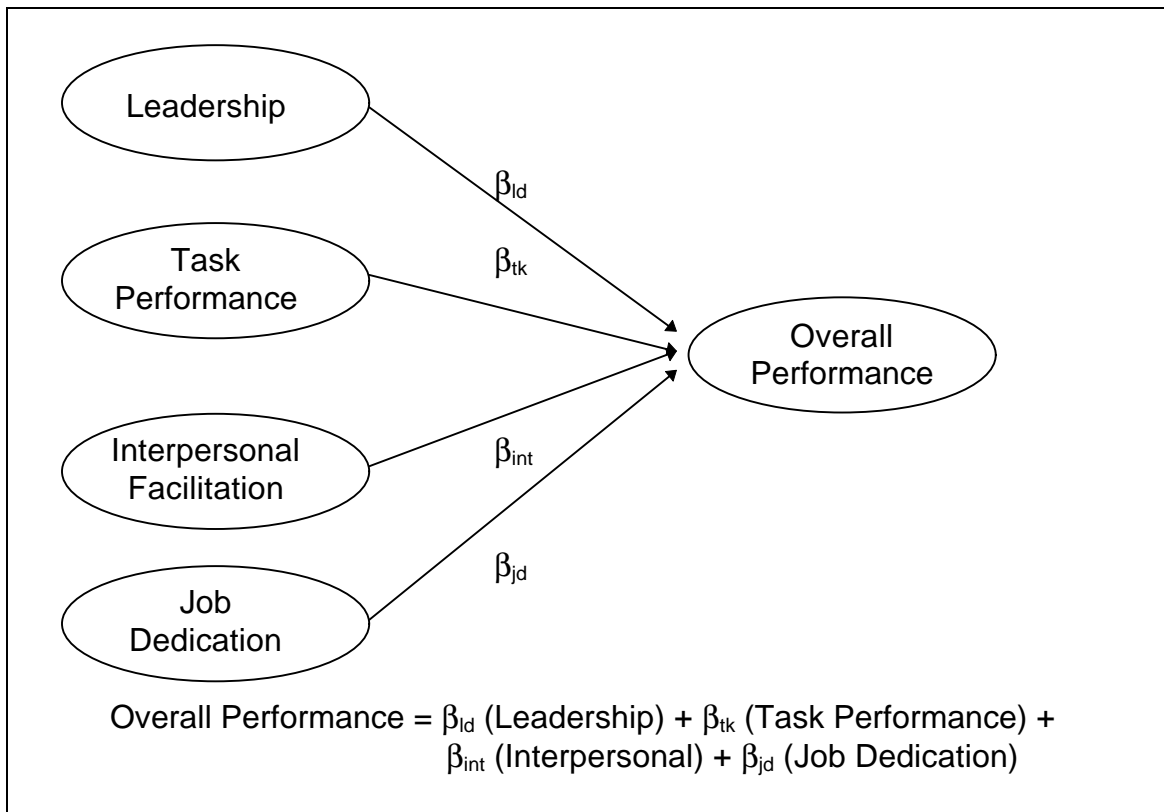 Leadership
β_ld
Task
Performance
β_tk
Overall
Performance
Interpersonal
Facilitation
β_int
β_jd
Job
Dedication
Overall Performance = β_ld (Leadership) + β_tk (Task Performance) +
β_int (Interpersonal) + β_jd (Job Dedication)